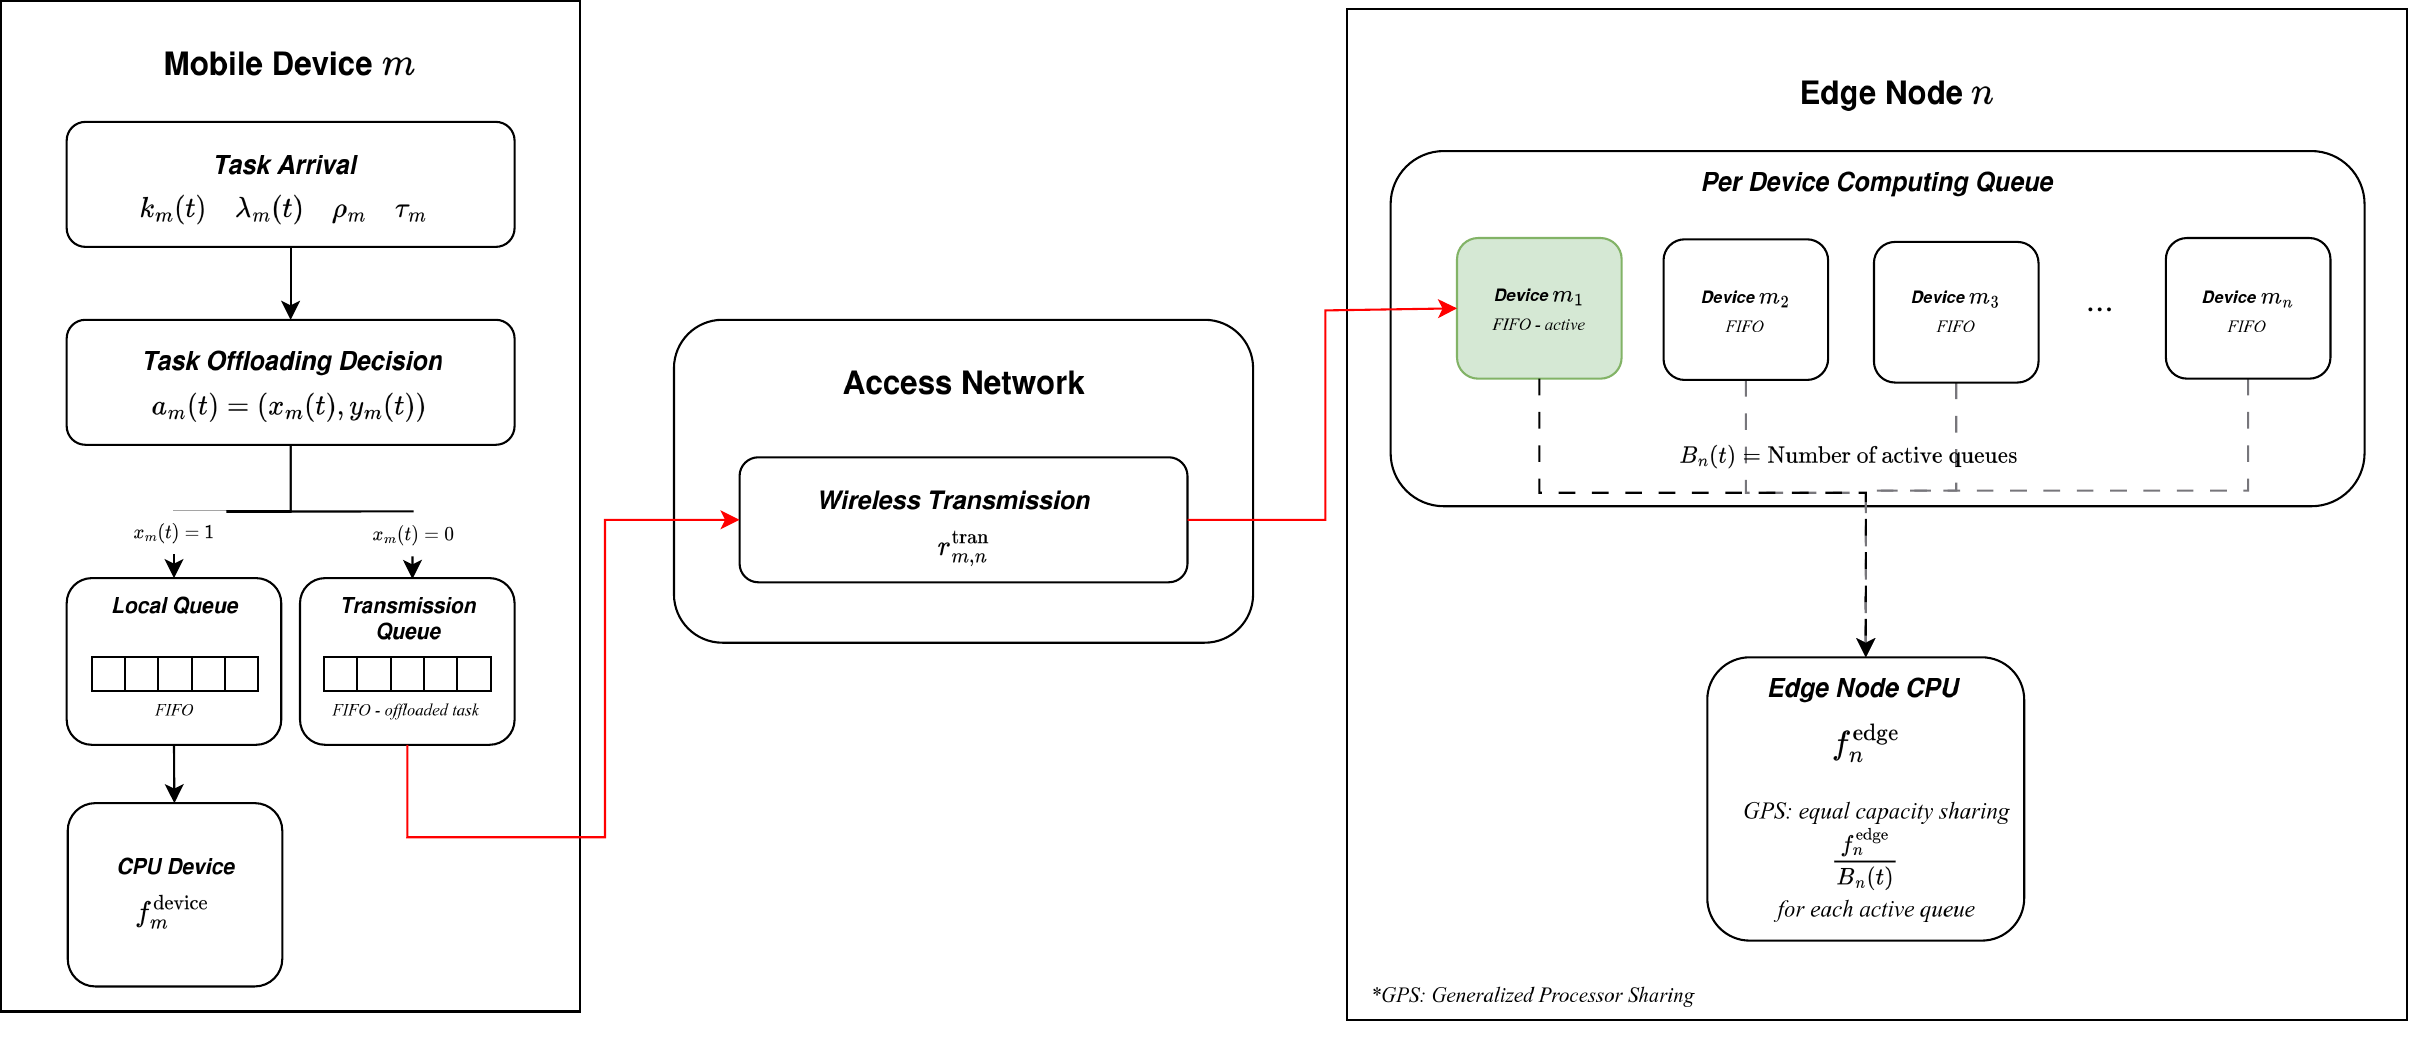 Mobile Device m
Task Arrival
k_m(t) λ_m(t) ρ_m τ_m
Task Offloading Decision
a_m(t) = (x_m(t), y_m(t))
x_m(t) = 1
x_m(t) = 0
Local Queue
FIFO
Transmission
Queue
FIFO - offloaded task
CPU Device
f_m^device
Access Network
Wireless Transmission
r_{m,n}^tran
Edge Node n
Per Device Computing Queue
Device m_1
FIFO - active
Device m_2
FIFO
Device m_3
FIFO
...
Device m_n
FIFO
B_n(t) = Number of active queues
Edge Node CPU
f_n^edge
GPS: equal capacity sharing
f_n^edge
B_n(t)
for each active queue
*GPS: Generalized Processor Sharing